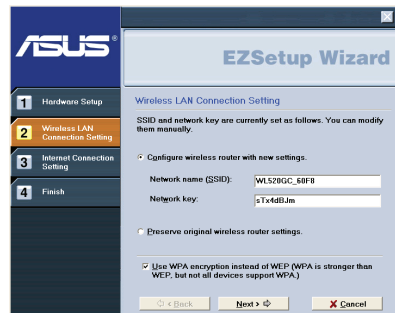 ASUS®
EZSetup Wizard
1 Hardware Setup
2 Wireless LAN
Connection Setting
3 Internet Connection
Setting
4 Finish
Wireless LAN Connection Setting
SSID and network key are currently set as follows. You can modify
them manually.
Configure wireless router with new settings.
Network name (SSID): WL520GC_60F8
Network key: sTx4dBJm
Preserve original wireless router settings.
Use WPA encryption instead of WEP (WPA is stronger than
WEP, but not all devices support WPA.)
< Back Next > Cancel